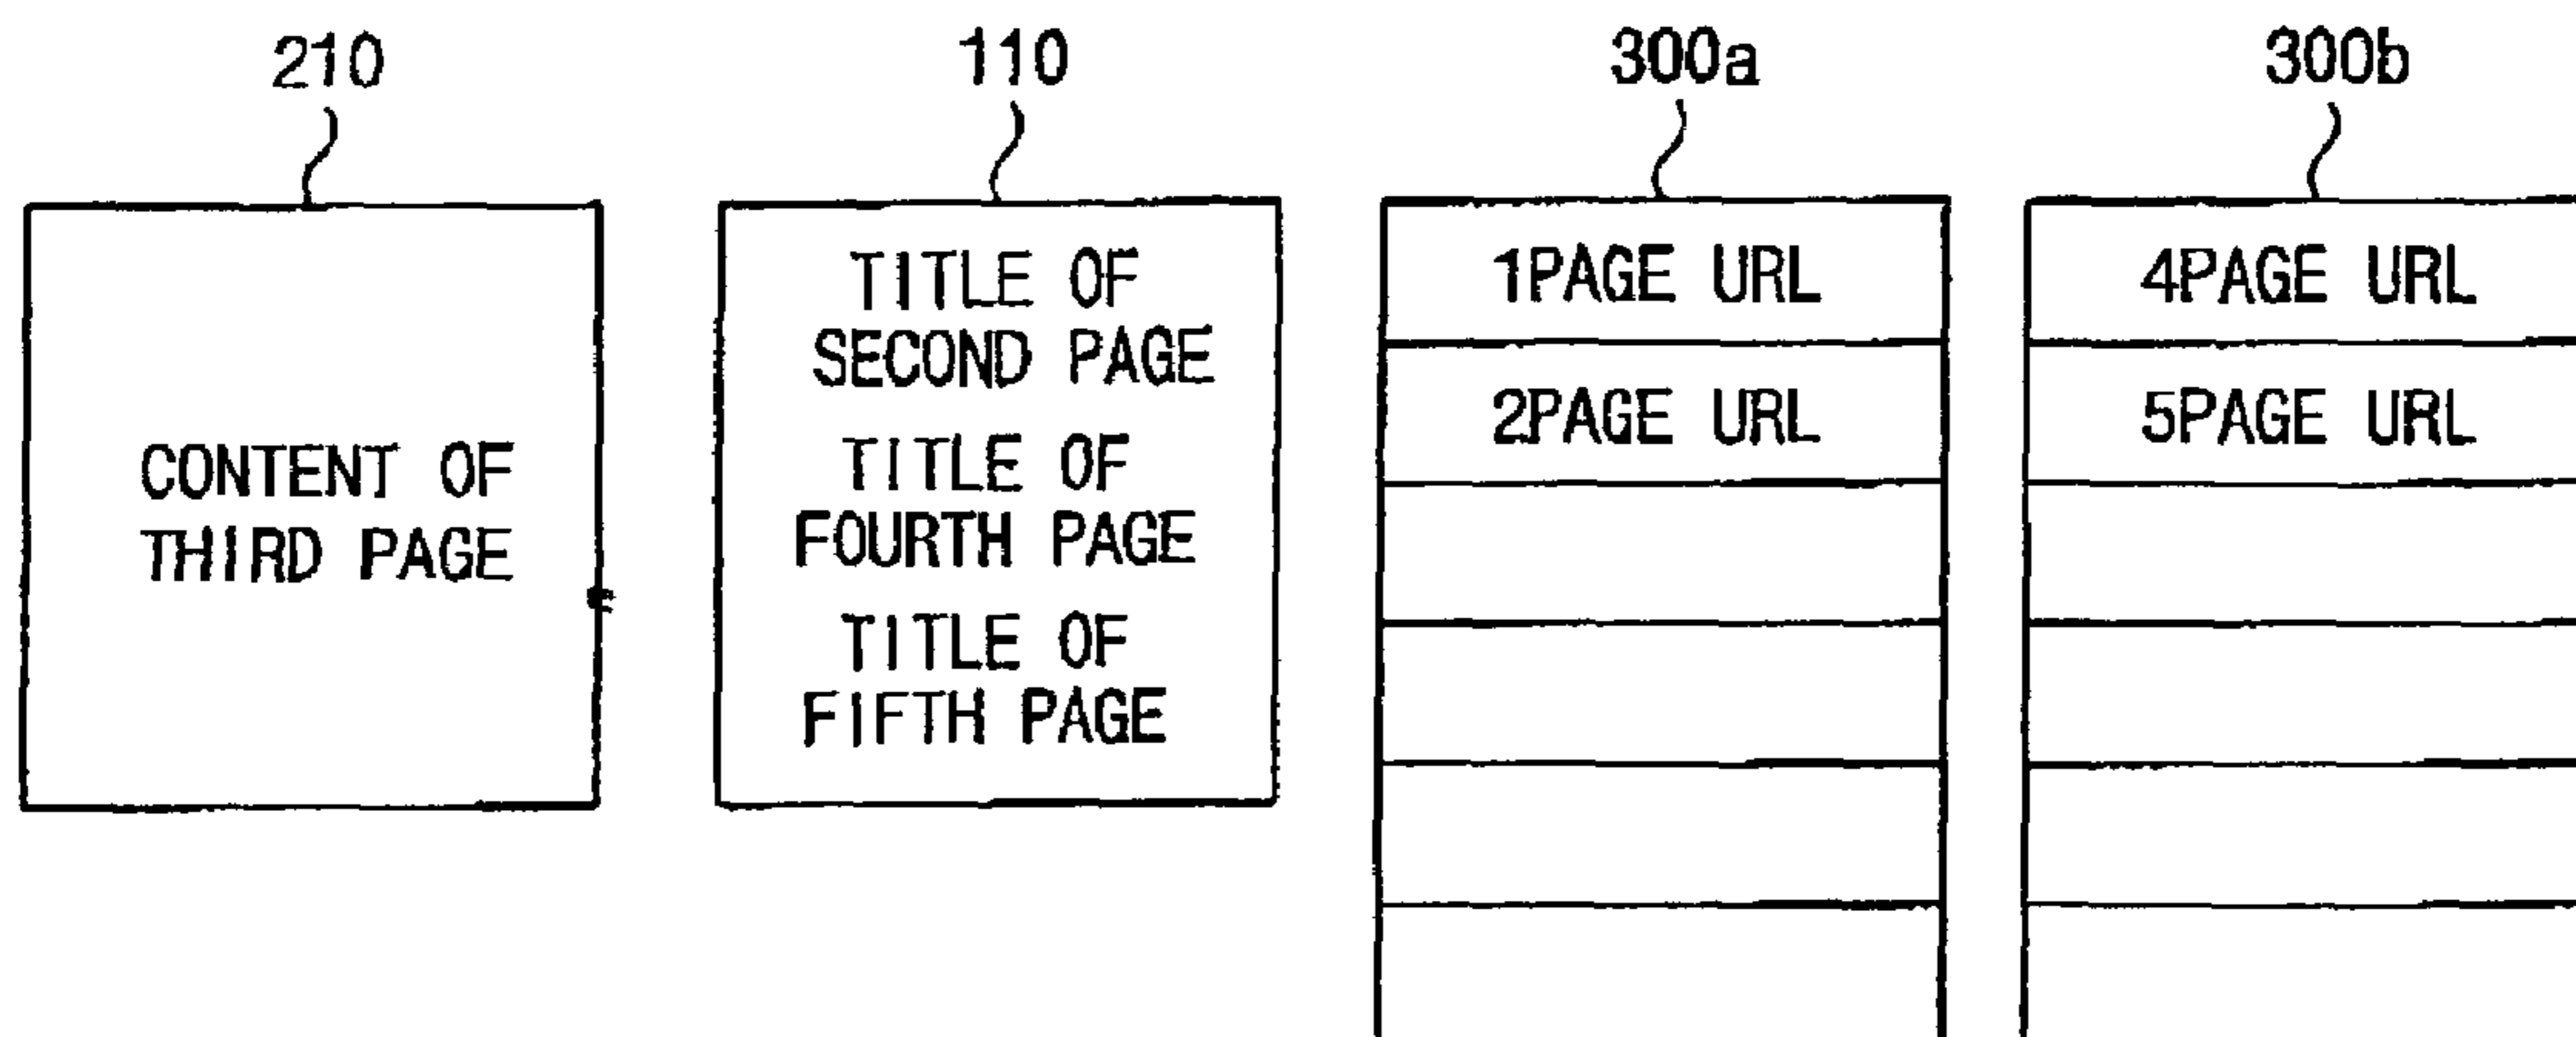 210
110
300a
300b
CONTENT OF
THIRD PAGE
TITLE OF
SECOND PAGE
TITLE OF
FOURTH PAGE
TITLE OF
FIFTH PAGE
1PAGE URL
2PAGE URL
4PAGE URL
5PAGE URL